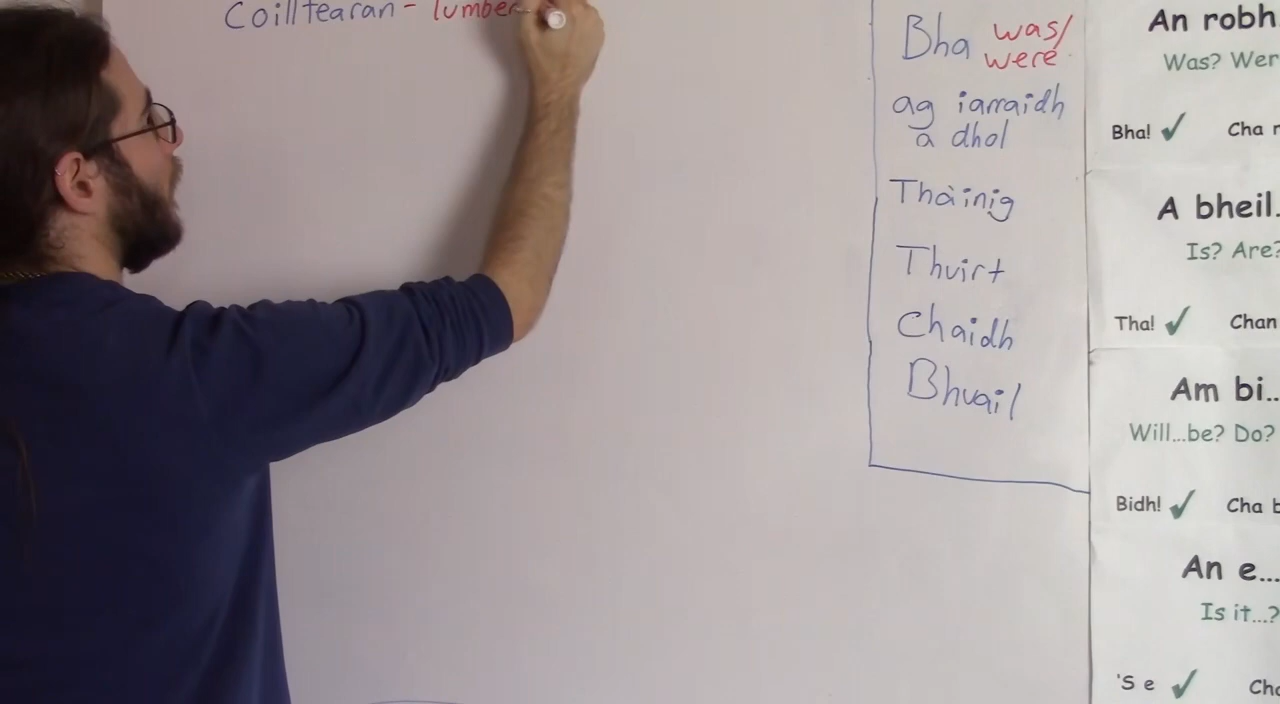 Coilltearan - lumber
Bha was/
were
ag iarraidh
a dhol
Thàinig
Thuirt
Chaidh
Bhuail
An robh
Was? Wer
Bha! ✓ Cha r
A bheil.
Is? Are?
Tha! ✓ Chan
Am bi..
Will...be? Do?
Bidh! ✓ Cha b
An e...
Is it...?
'S e ✓ Cha